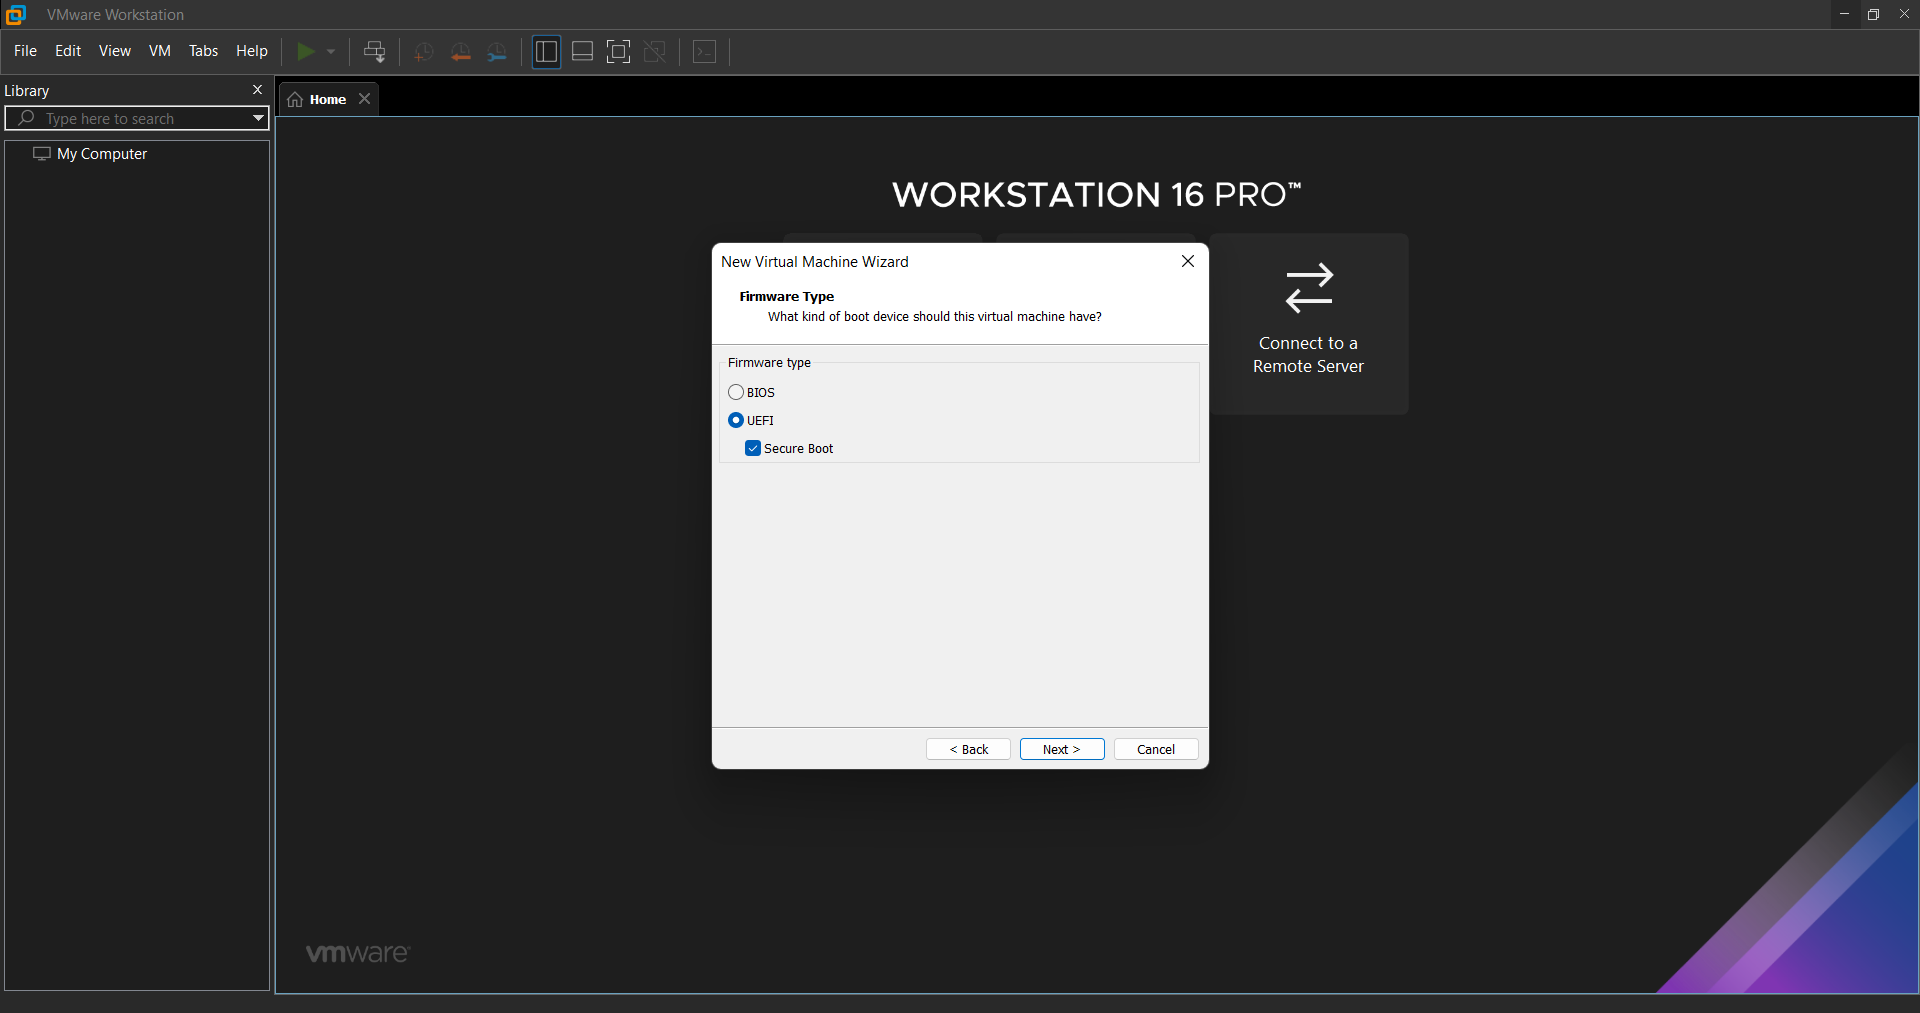 VMware Workstation
File Edit View VM Tabs Help
Library
Type here to search
My Computer
Home
WORKSTATION 16 PRO™
New Virtual Machine Wizard
Firmware Type
What kind of boot device should this virtual machine have?
Firmware type
BIOS
UEFI
Secure Boot
< Back Next > Cancel
Connect to a
Remote Server
vmware